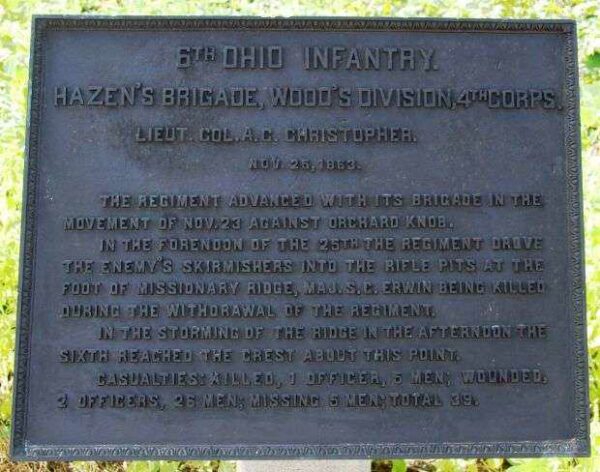 6TH OHIO INFANTRY.
HAZEN'S BRIGADE, WOOD'S DIVISION, 4TH CORPS.
LIEUT. COL. A.C. CHRISTOPHER.
NOV. 25, 1863.
THE REGIMENT ADVANCED WITH ITS BRIGADE IN THE
MOVEMENT OF NOV. 23 AGAINST ORCHARD KNOB.
IN THE FORENOON OF THE 25TH THE REGIMENT DROVE
THE ENEMY'S SKIRMISHERS INTO THE RIFLE PITS AT THE
FOOT OF MISSIONARY RIDGE, MAJ. S.C. ERWIN BEING KILLED
DURING THE WITHDRAWAL OF THE REGIMENT.
IN THE STORMING OF THE RIDGE IN THE AFTERNOON THE
SIXTH REACHED THE CREST ABOUT THIS POINT.
CASUALTIES: KILLED, 1 OFFICER, 5 MEN; WOUNDED,
2 OFFICERS, 26 MEN; MISSING 5 MEN; TOTAL 39.